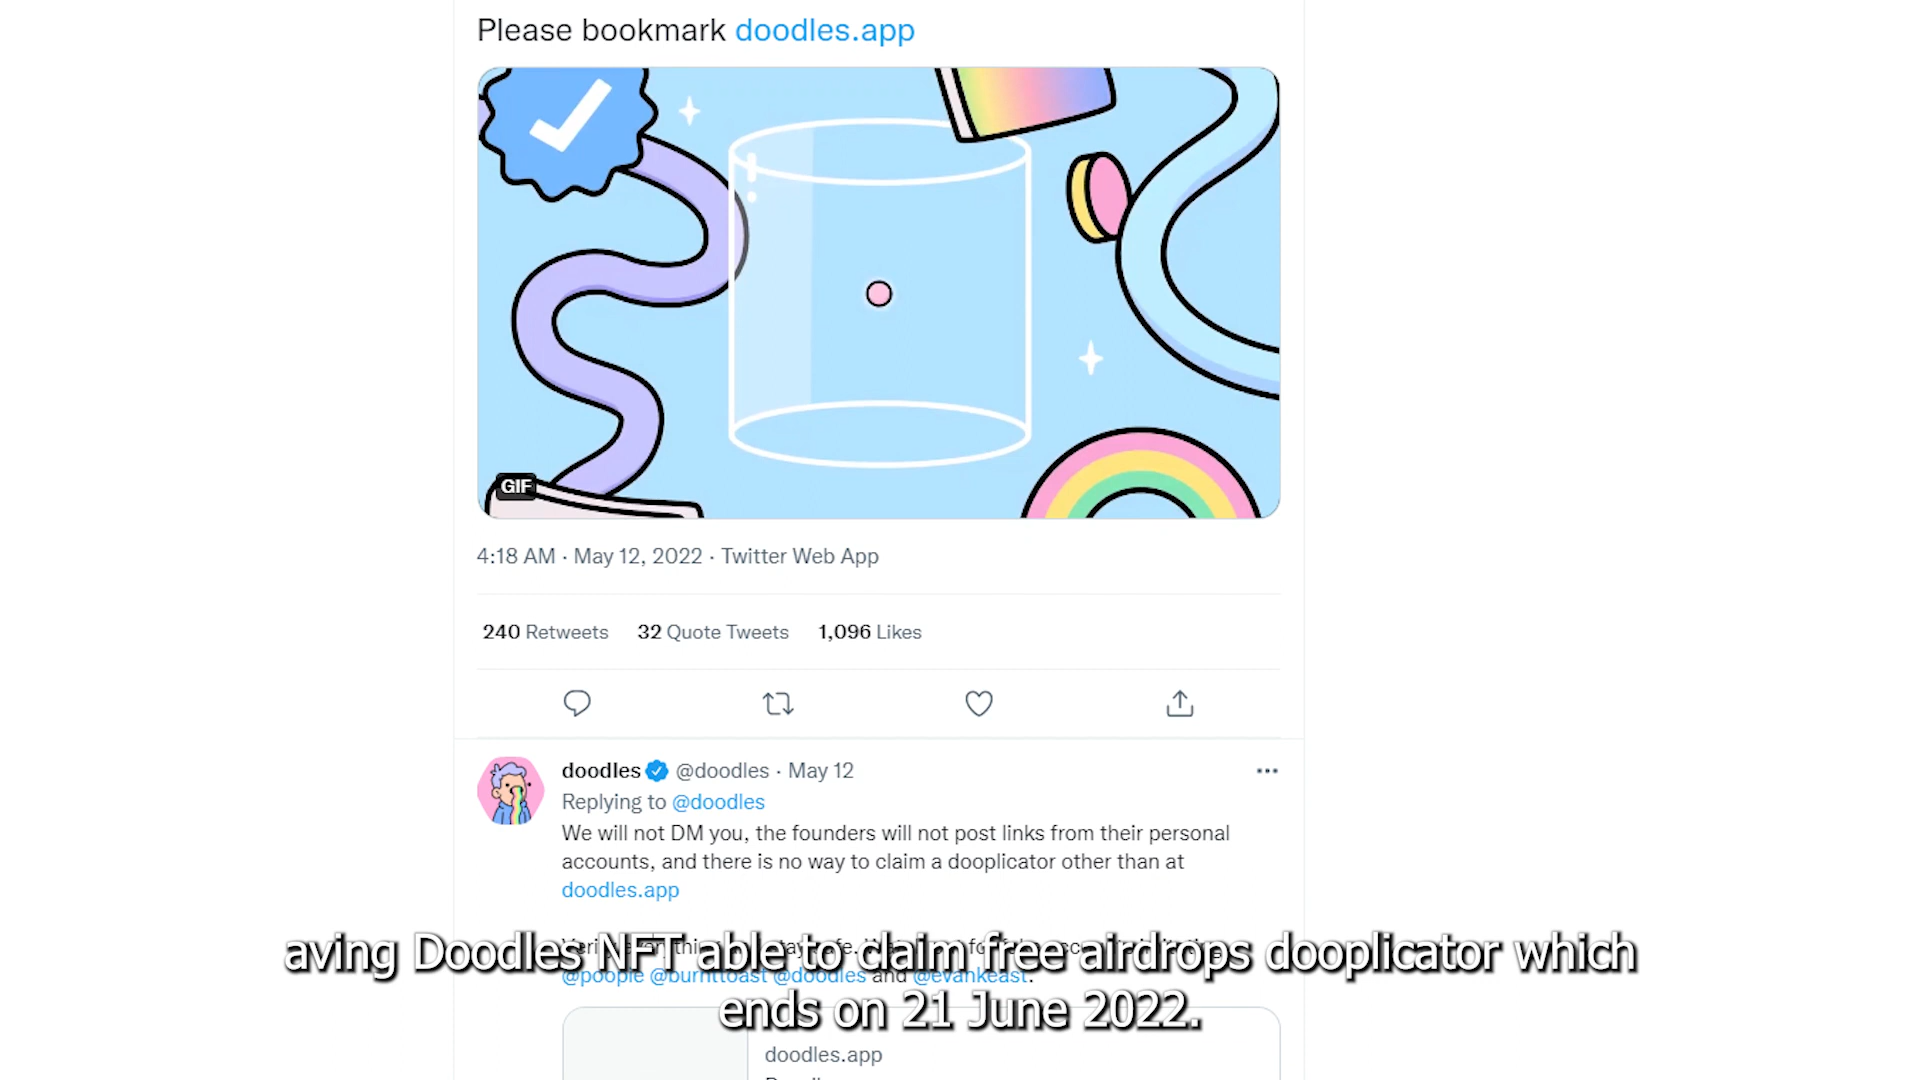 Please bookmark doodles.app
GIF
4:18 AM · May 12, 2022 · Twitter Web App
240 Retweets 32 Quote Tweets 1,096 Likes
doodles @doodles · May 12
Replying to @doodles
We will not DM you, the founders will not post links from their personal
accounts, and there is no way to claim a dooplicator other than at
doodles.app
@poopie @burnttoast @doodles and @evankeast.
aving Doodles NFT able to claim free airdrops dooplicator which
ends on 21 June 2022.
doodles.app